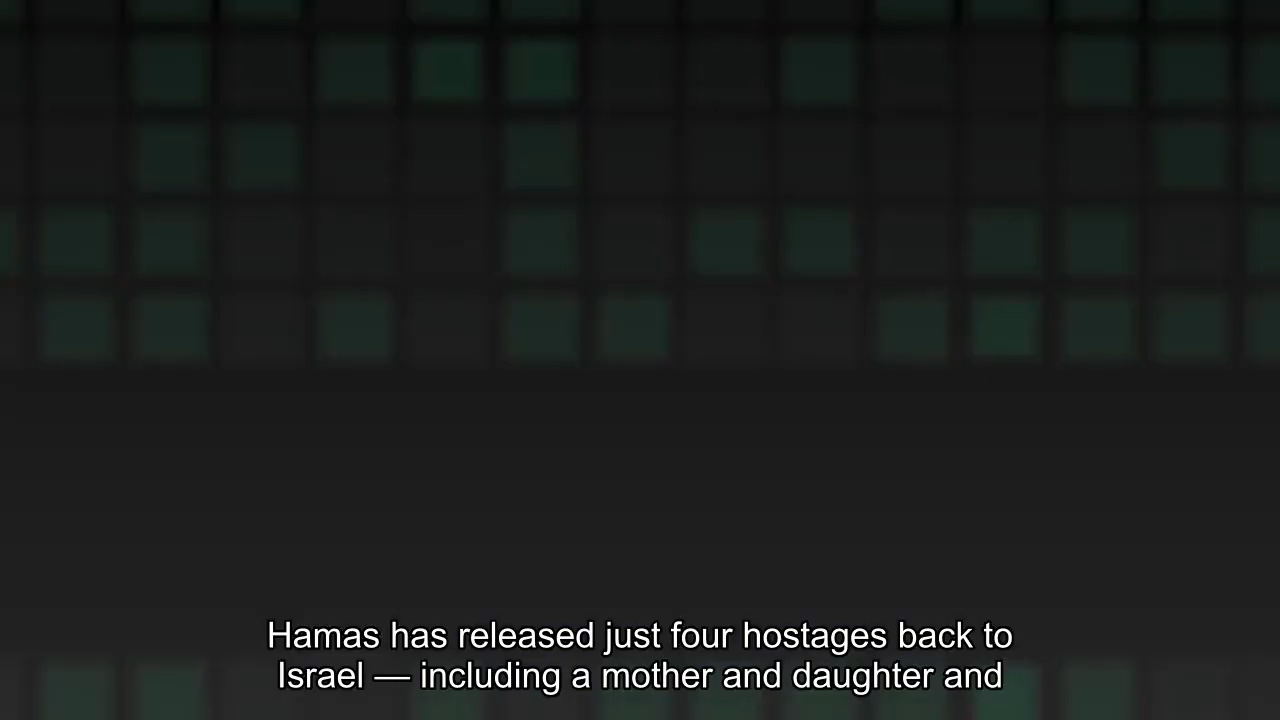 Hamas has released just four hostages back to
Israel — including a mother and daughter and